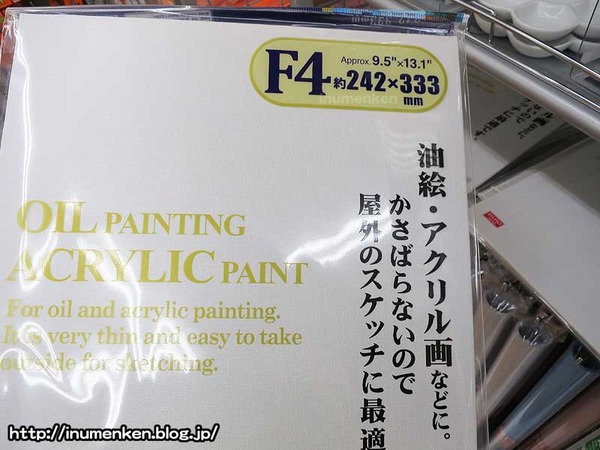 F4
Approx. 9.5"×13.1"
約242×333
mm
inumenken
油絵・アクリル画などに。
かさばらないので
屋外のスケッチに最適
OIL PAINTING
ACRYLIC PAINT
For oil and acrylic painting.
It is very thin and easy to take
outside for sketching.
http://inumenken.blog.jp/